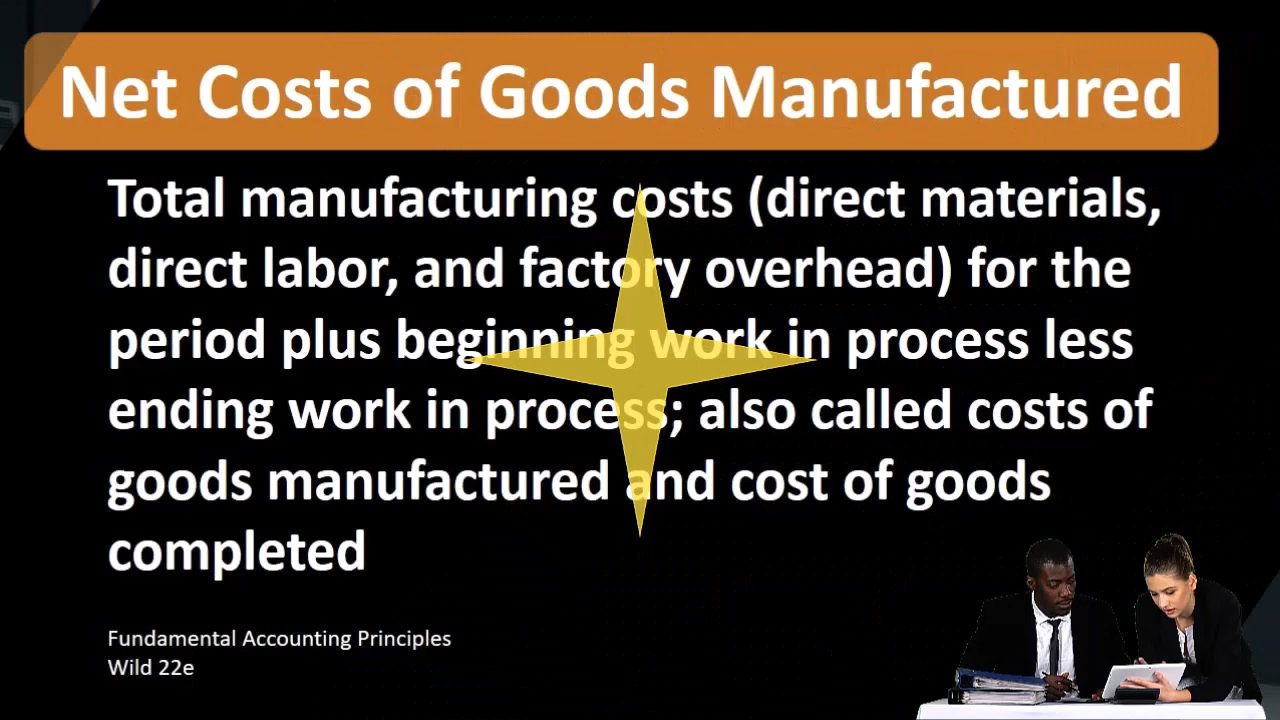 Net Costs of Goods Manufactured
Total manufacturing costs (direct materials,
direct labor, and factory overhead) for the
period plus beginning work in process less
ending work in process; also called costs of
goods manufactured and cost of goods
completed
Fundamental Accounting Principles
Wild 22e